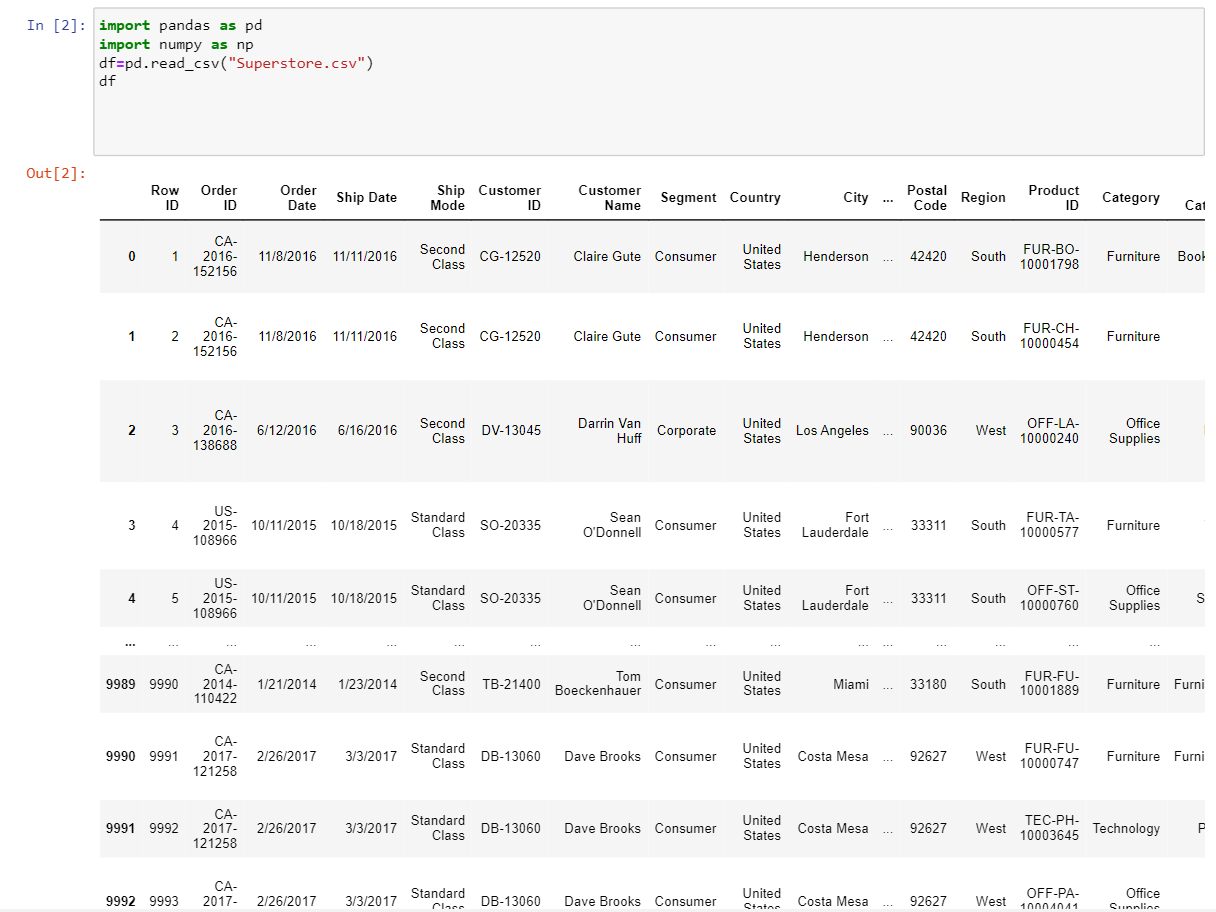 In [2]: import pandas as pd
import numpy as np
df=pd.read_csv("Superstore.csv")
df
Out[2]:
Row ID Order ID Order Date Ship Date Ship Mode Customer ID Customer Name Segment Country City ... Postal Code Region Product ID Category
0 1 CA-2016-152156 11/8/2016 11/11/2016 Second Class CG-12520 Claire Gute Consumer United States Henderson ... 42420 South FUR-BO-10001798 Furniture
1 2 CA-2016-152156 11/8/2016 11/11/2016 Second Class CG-12520 Claire Gute Consumer United States Henderson ... 42420 South FUR-CH-10000454 Furniture
2 3 CA-2016-138688 6/12/2016 6/16/2016 Second Class DV-13045 Darrin Van Huff Corporate United States Los Angeles ... 90036 West OFF-LA-10000240 Office Supplies
3 4 US-2015-108966 10/11/2015 10/18/2015 Standard Class SO-20335 Sean O'Donnell Consumer United States Fort Lauderdale ... 33311 South FUR-TA-10000577 Furniture
4 5 US-2015-108966 10/11/2015 10/18/2015 Standard Class SO-20335 Sean O'Donnell Consumer United States Fort Lauderdale ... 33311 South OFF-ST-10000760 Office Supplies
... ... ... ... ... ... ... ... ... ... ... ... ... ... ... ...
9989 9990 CA-2014-110422 1/21/2014 1/23/2014 Second Class TB-21400 Tom Boeckenhauer Consumer United States Miami ... 33180 South FUR-FU-10001889 Furniture
9990 9991 CA-2017-121258 2/26/2017 3/3/2017 Standard Class DB-13060 Dave Brooks Consumer United States Costa Mesa ... 92627 West FUR-FU-10000747 Furniture
9991 9992 CA-2017-121258 2/26/2017 3/3/2017 Standard Class DB-13060 Dave Brooks Consumer United States Costa Mesa ... 92627 West TEC-PH-10003645 Technology
9992 9993 CA-2017- 2/26/2017 3/3/2017 Standard Class DB-13060 Dave Brooks Consumer United States Costa Mesa ... 92627 West OFF-PA-10004041 Office Supplies